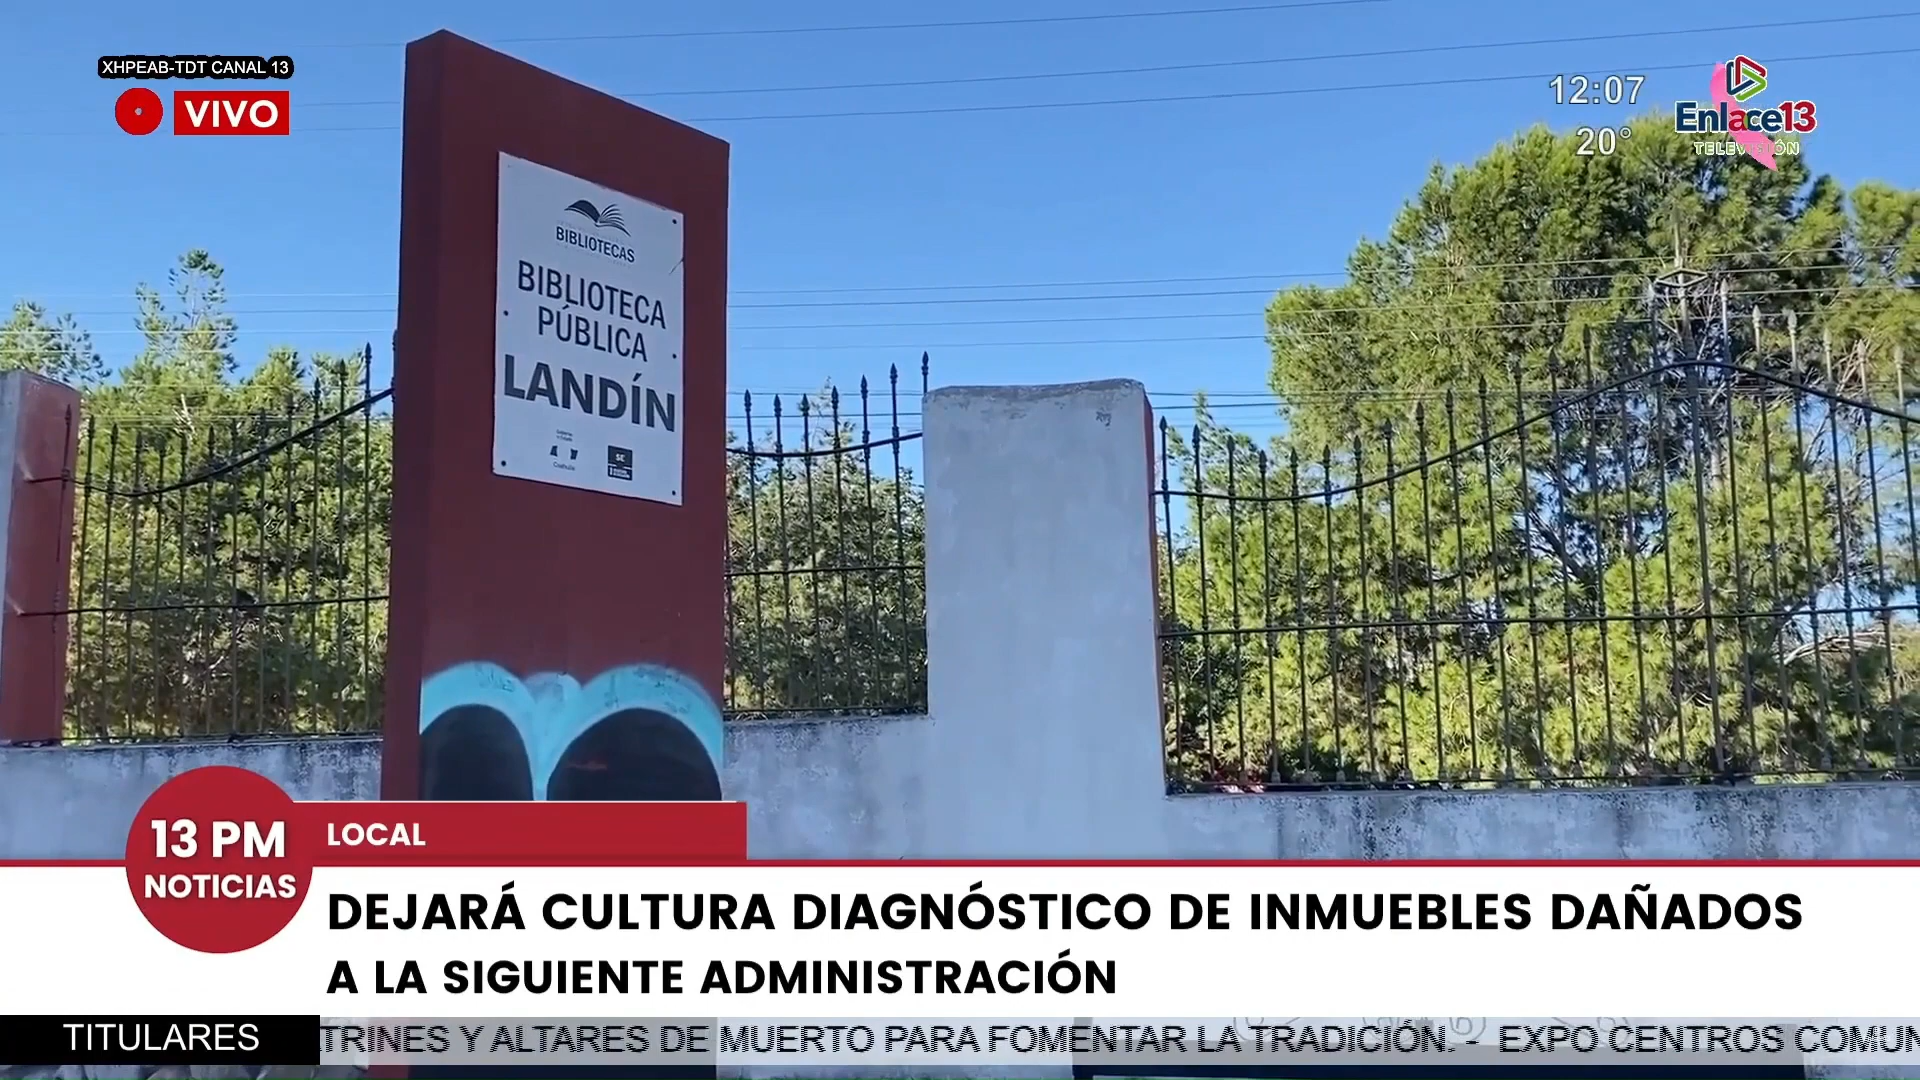 XHPEAB-TDT CANAL 13
VIVO
12:07
20°
Enlace13
TELEVISIÓN
BIBLIOTECAS
BIBLIOTECA
PÚBLICA
LANDÍN
Coahuila
SE
13 PM
NOTICIAS
LOCAL
DEJARÁ CULTURA DIAGNÓSTICO DE INMUEBLES DAÑADOS
A LA SIGUIENTE ADMINISTRACIÓN
TITULARES
TRINES Y ALTARES DE MUERTO PARA FOMENTAR LA TRADICIÓN. - EXPO CENTROS COMUN